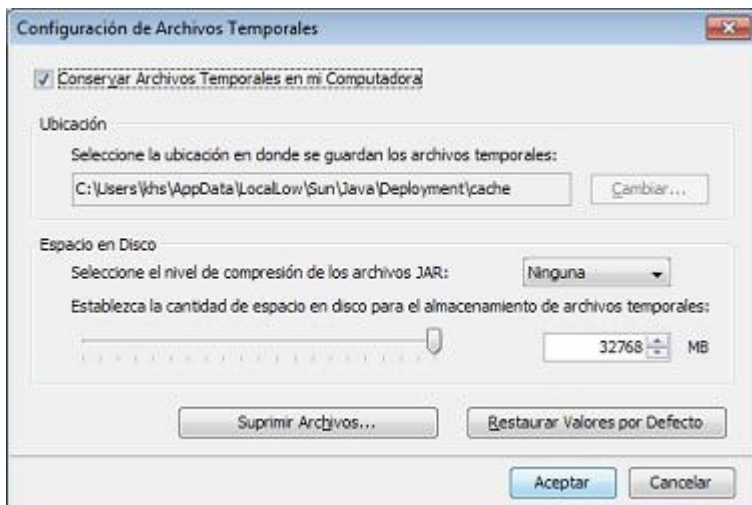 Configuración de Archivos Temporales
Conservar Archivos Temporales en mi Computadora
Ubicación
Seleccione la ubicación en donde se guardan los archivos temporales:
C:\Users\khs\AppData\LocalLow\Sun\Java\Deployment\cache
Cambiar...
Espacio en Disco
Seleccione el nivel de compresión de los archivos JAR:
Ninguna
Establezca la cantidad de espacio en disco para el almacenamiento de archivos temporales:
32768 MB
Suprimir Archivos...
Restaurar Valores por Defecto
Aceptar
Cancelar